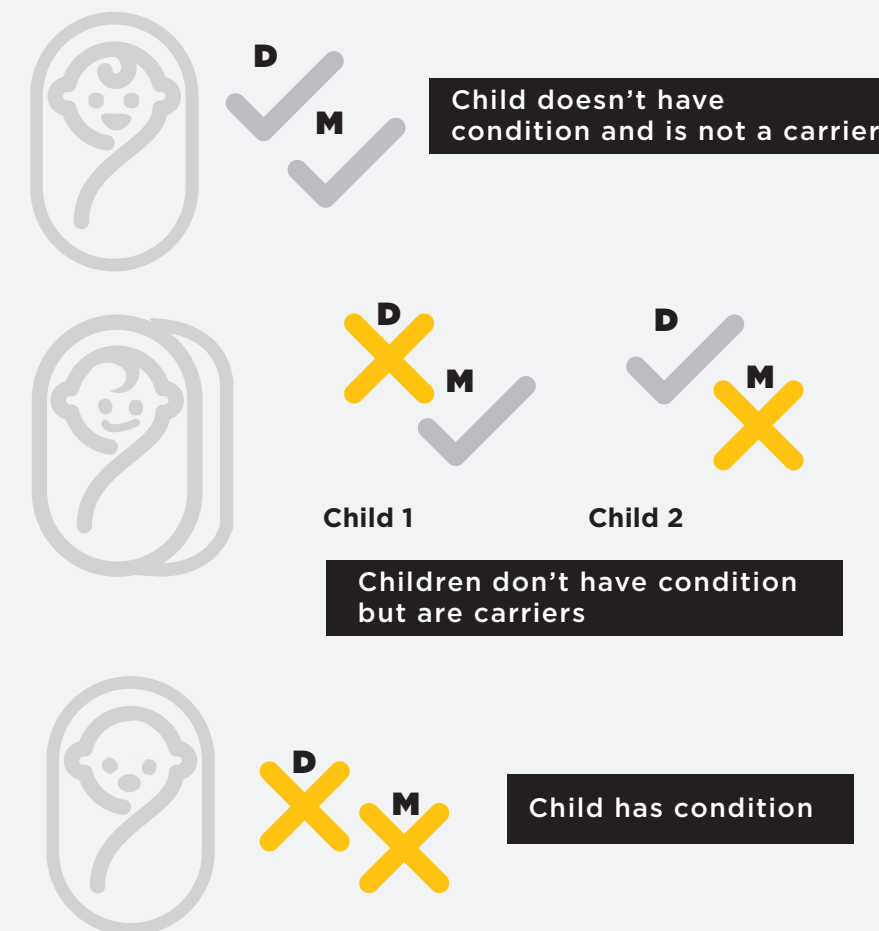 D
M
Child doesn’t have
condition and is not a carrier
D
M
D
M
Child 1
Child 2
Children don’t have condition
but are carriers
D
M
Child has condition